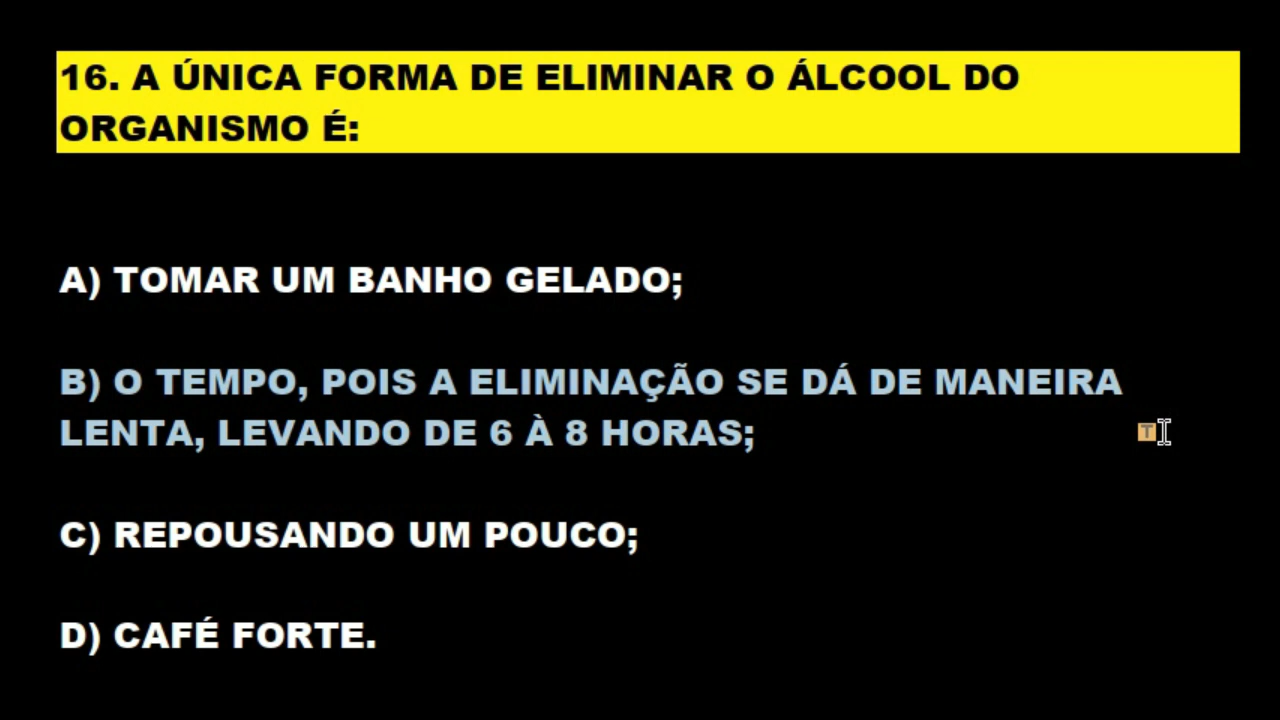 16. A ÚNICA FORMA DE ELIMINAR O ÁLCOOL DO
ORGANISMO É:
A) TOMAR UM BANHO GELADO;
B) O TEMPO, POIS A ELIMINAÇÃO SE DÁ DE MANEIRA
LENTA, LEVANDO DE 6 À 8 HORAS;
T
C) REPOUSANDO UM POUCO;
D) CAFÉ FORTE.